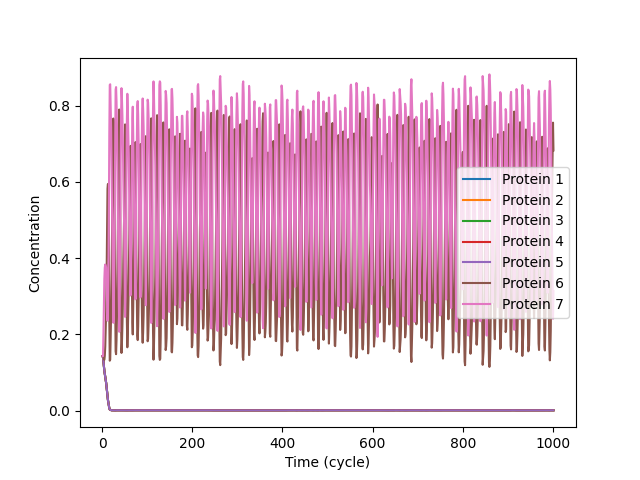 Concentration
0.8
0.6
0.4
0.2
0.0
Protein 1
Protein 2
Protein 3
Protein 4
Protein 5
Protein 6
Protein 7
0 200 400 600 800 1000
Time (cycle)